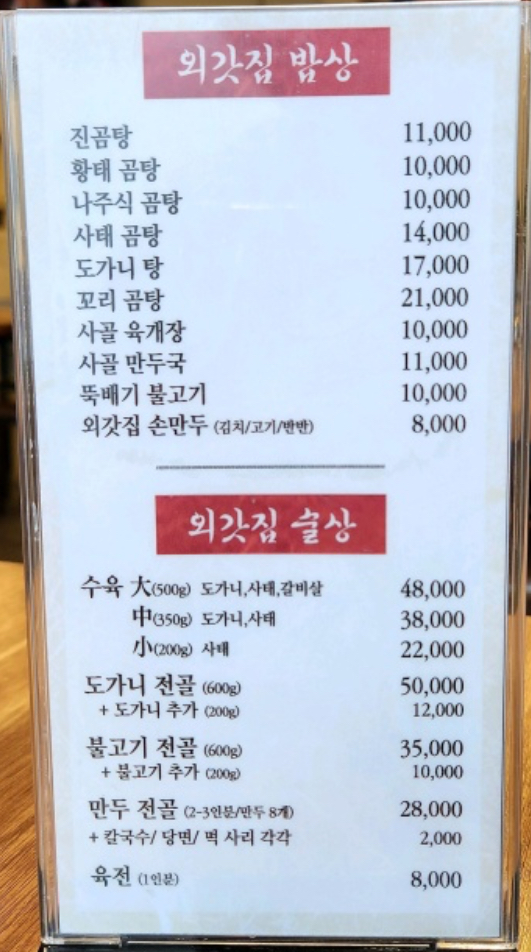 외갓집 밥상
진곰탕 11,000
황태 곰탕 10,000
나주식 곰탕 10,000
사태 곰탕 14,000
도가니 탕 17,000
꼬리 곰탕 21,000
사골 육개장 10,000
사골 만두국 11,000
뚝배기 불고기 10,000
외갓집 손만두 (김치/고기/반반) 8,000
외갓집 술상
수육 大(500g) 도가니,사태,갈비살 48,000
中(350g) 도가니,사태 38,000
小(200g) 사태 22,000
도가니 전골 (600g) 50,000
+ 도가니 추가 (200g) 12,000
불고기 전골 (600g) 35,000
+ 불고기 추가 (200g) 10,000
만두 전골 (2-3인분/만두 8개) 28,000
+ 칼국수/ 당면/ 떡 사리 각각 2,000
육전 (1인분) 8,000